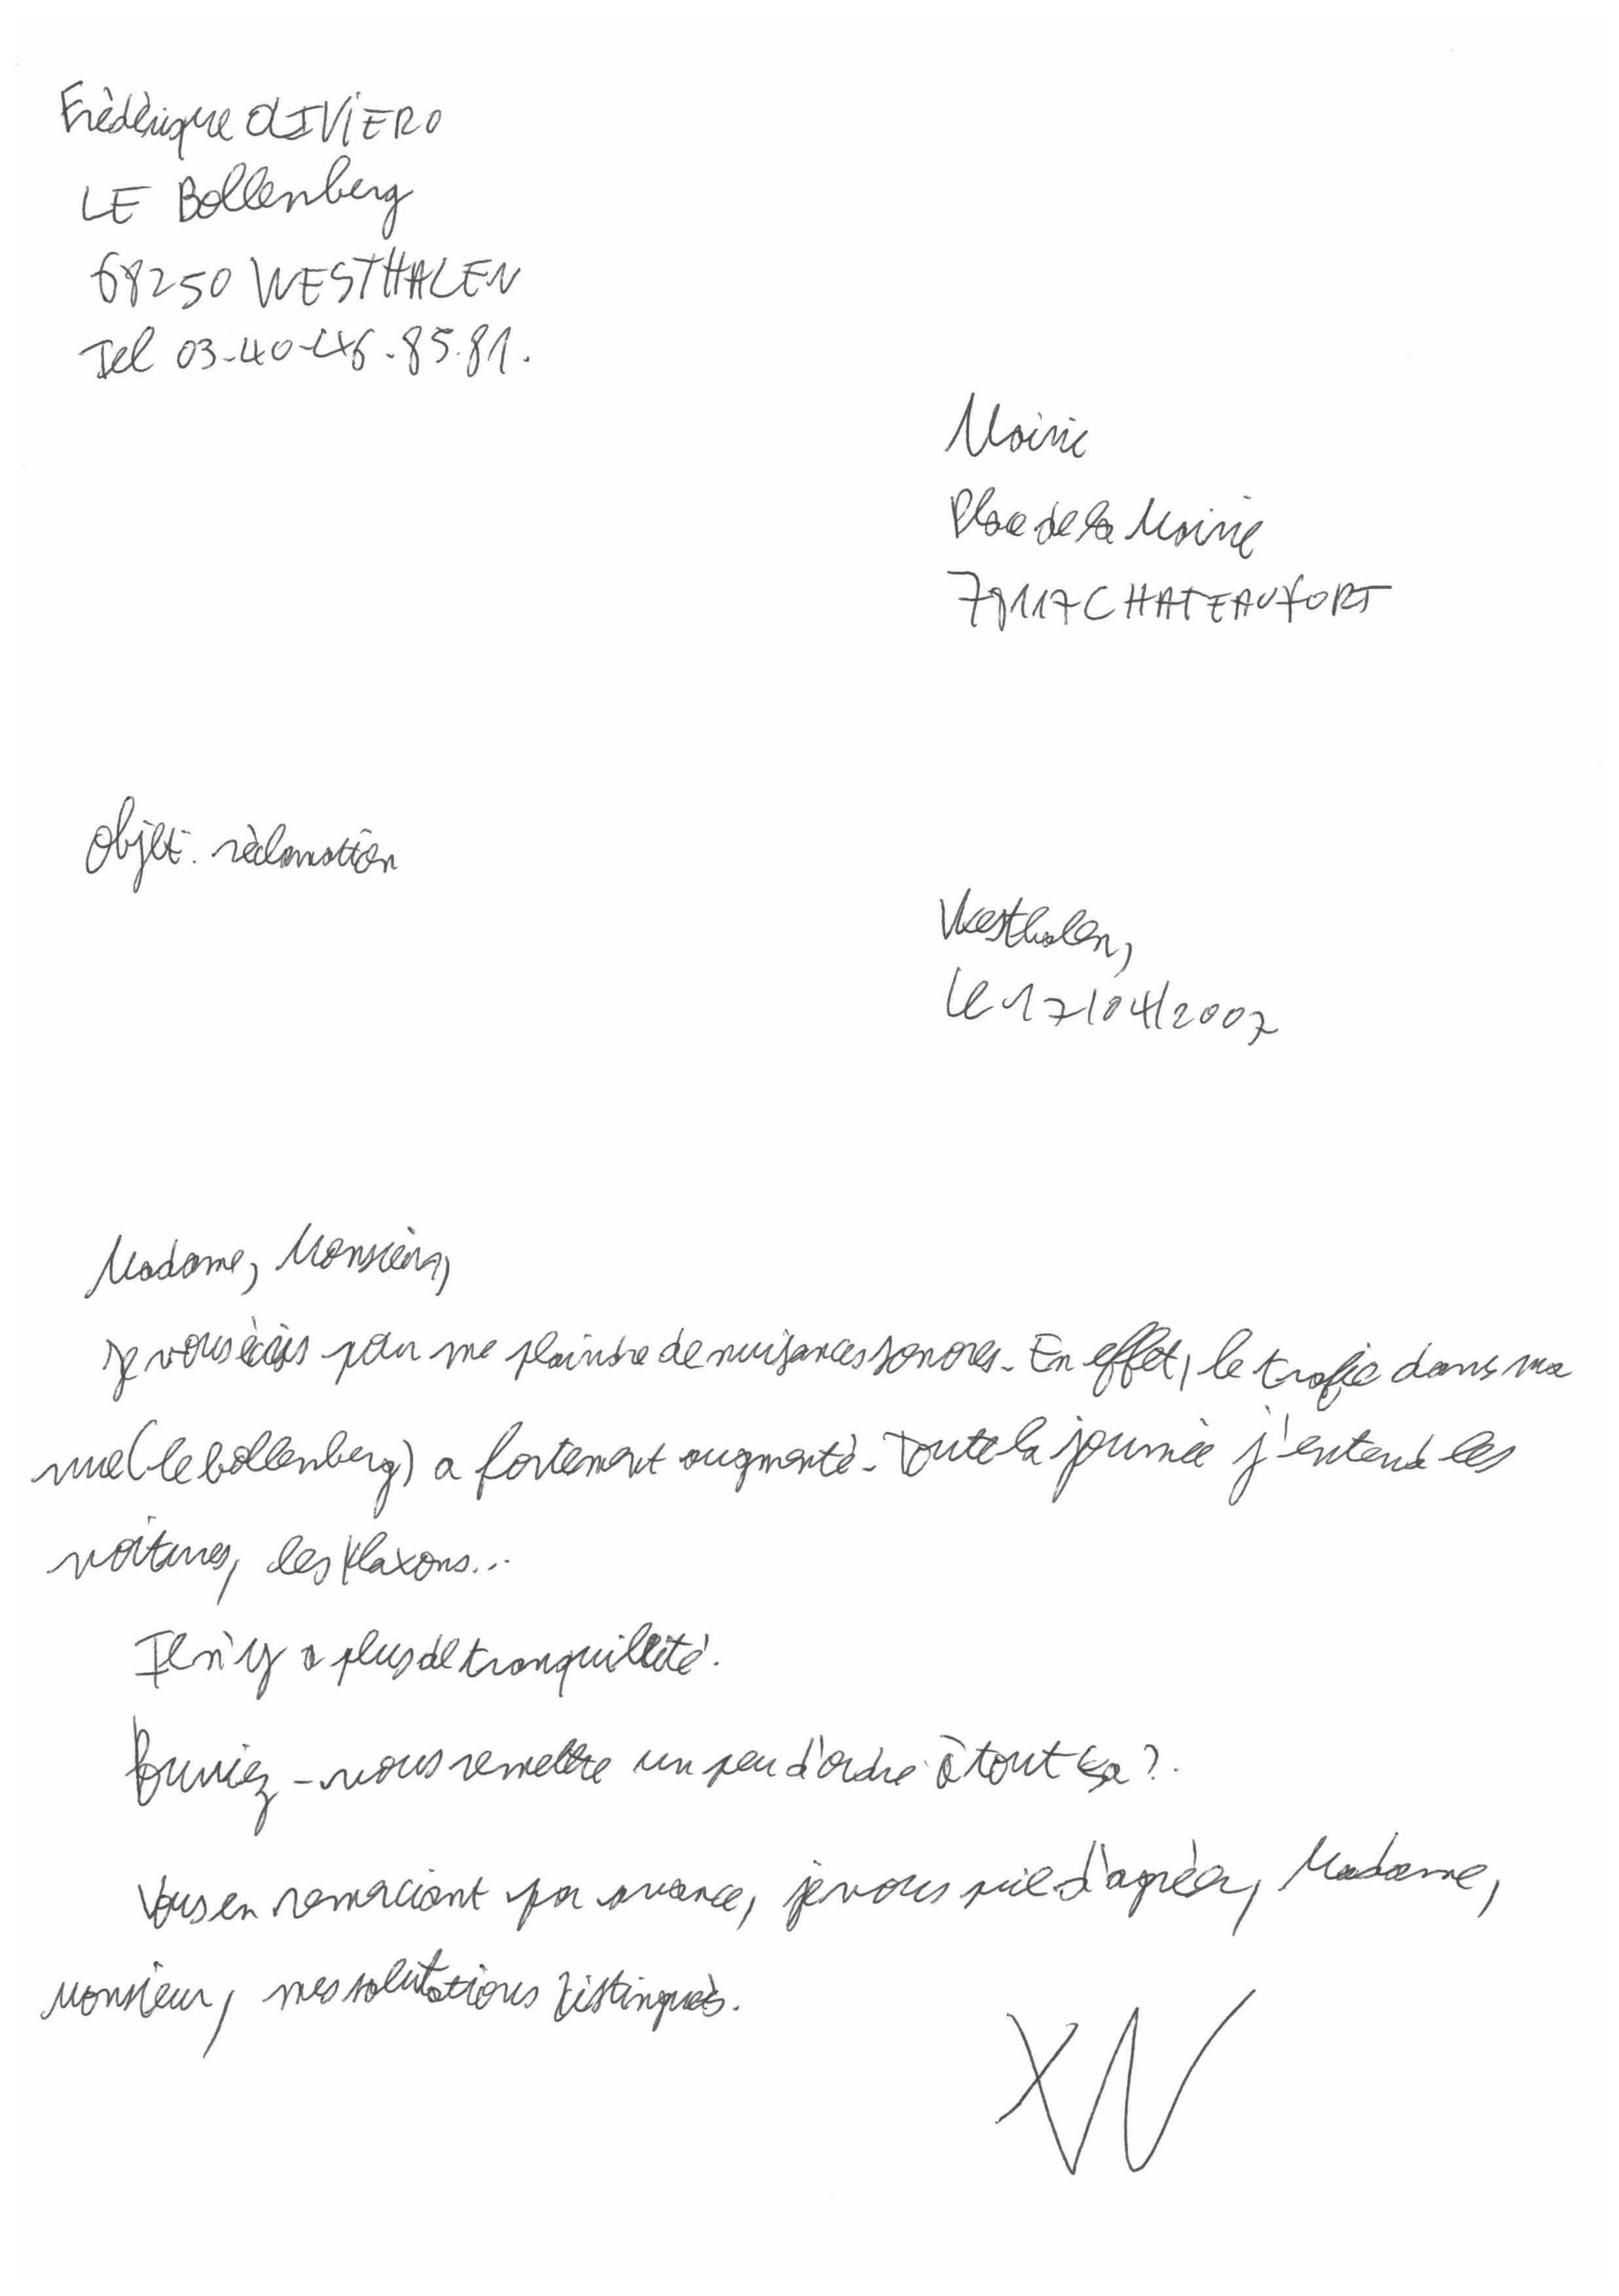 Frédérique OLIVIERO
LE Bollenberg
68250 WESTHALEN
Tel 03-40-46.85.81.
Mairie
Place de la Mairie
78117 CHATEAUFORT
Objet: réclamation
Westhalen,
Le 17/04/2007
Madame, Monsieur,
Je vous écris pour me plaindre de nuisances sonores. En effet, le trafic dans ma
rue (le bollenberg) a fortement augmenté. Toute la journée j'entend les
voitures, les klaxons...
Il n'y a plus de tranquillité.
Pourriez-vous remettre un peu d'ordre à tout ça ?.
Vous en remerciant par avance, je vous prie d'agréer, Madame,
Monsieur, mes salutations distingués.